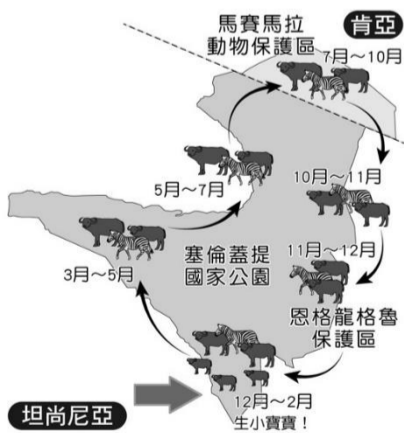 馬賽馬拉
動物保護區
肯亞
7月～10月
5月～7月
10月～11月
3月～5月
塞倫蓋提
國家公園
11月～12月
恩格龍格魯
保護區
12月～2月
生小寶寶！
坦尚尼亞